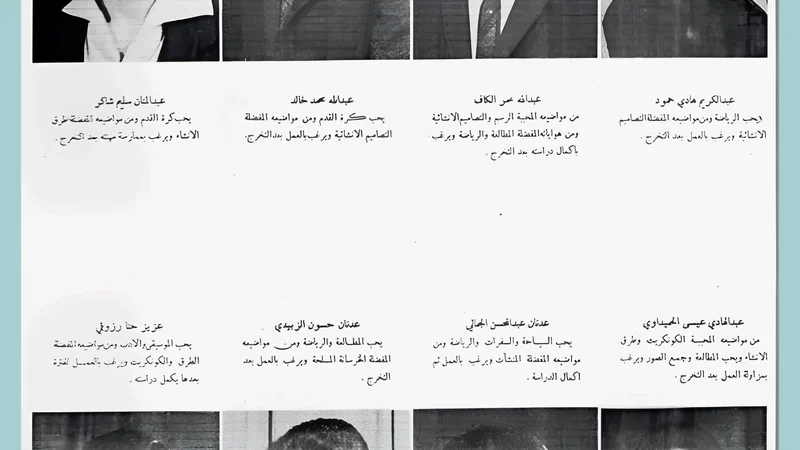 عبدالكريم هادي حمود
يحب الرياضة ومن مواضيعه المفضلة التصاميم
الانشائية ويرغب بالعمل بعد التخرج .
عبدالله عمر الكاف
من مواضيعه المحببة الرسم والتصاميم الانشائية
ومن هواياته المفضلة المطالعة والرياضة ويرغب
باكمال دراسته بعد التخرج .
عبدالله محمد خالد
يحب كرة القدم ومن مواضيعه المفضلة
التصاميم الانشائية ويرغب بالعمل بعد التخرج.
عبدالمنان سليم شاكر
يحب كرة القدم ومن مواضيعه المفضلة طرق
الانشاء ويرغب بممارسة مهنته بعد التخرج .
عبدالهادي عيسى الحميداوي
من مواضيعه المحببة الكونكريت وطرق
الانشاء ويحب المطالعة وجمع الصور ويرغب
بمزاولة العمل بعد التخرج .
عدنان عبدالمحسن الجمالي
يحب السباحة والسفرات والرياضة ومن
مواضيعه المفضلة المنشآت ويرغب بالعمل ثم
اكمال الدراسة .
عدنان حسون الزبيدي
يحب المطالعة والرياضة ومن مواضيعه
المفضلة الخرسانة المسلحة ويرغب بالعمل بعد
التخرج .
عزيز حنا رزوقي
يحب الموسيقى والادب ومن مواضيعه المفضلة
الطرق والكونكريت ويرغب بالعمل لفترة
بعدها يكمل دراسته .